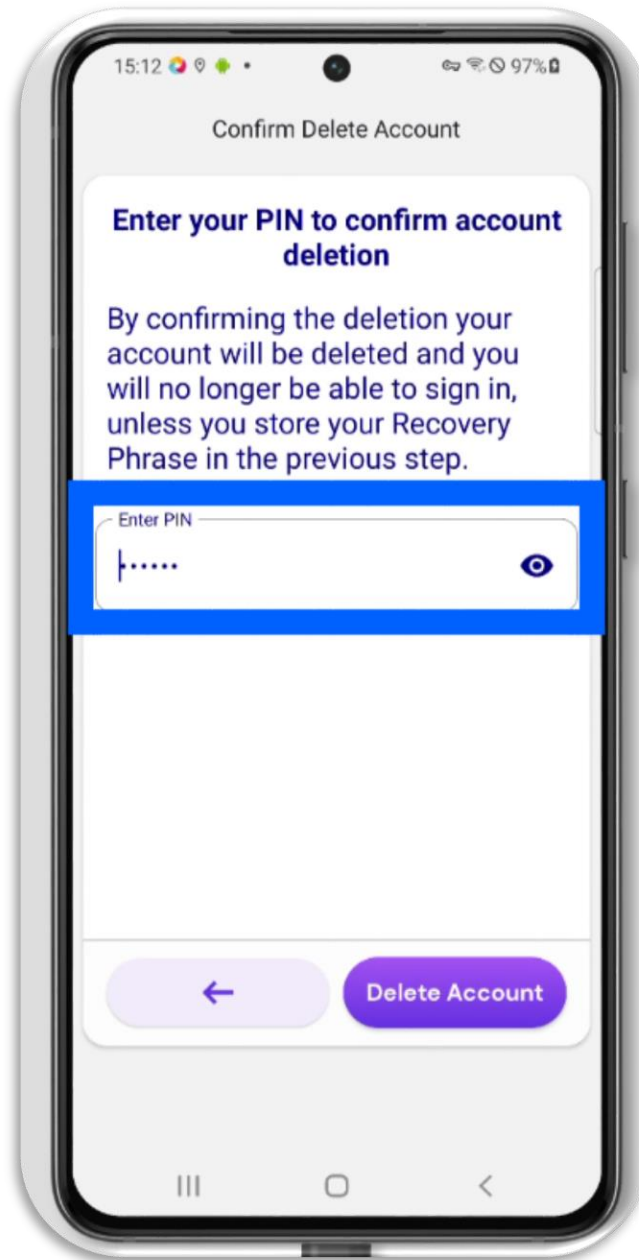 15:12 97%
Confirm Delete Account
Enter your PIN to confirm account
deletion
By confirming the deletion your
account will be deleted and you
will no longer be able to sign in,
unless you store your Recovery
Phrase in the previous step.
Enter PIN
······
Delete Account